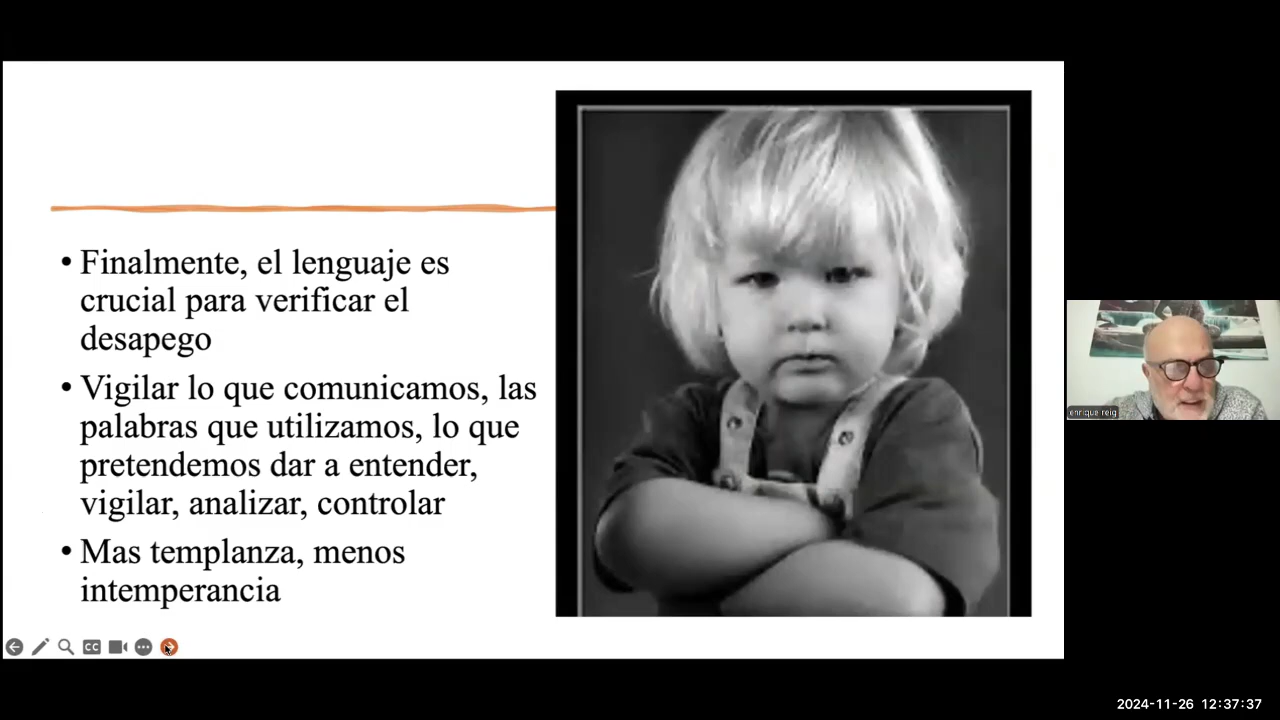 • Finalmente, el lenguaje es
crucial para verificar el
desapego
• Vigilar lo que comunicamos, las
palabras que utilizamos, lo que
pretendemos dar a entender,
vigilar, analizar, controlar
• Mas templanza, menos
intemperancia
CC
enrique reig
2024-11-26 12:37:37